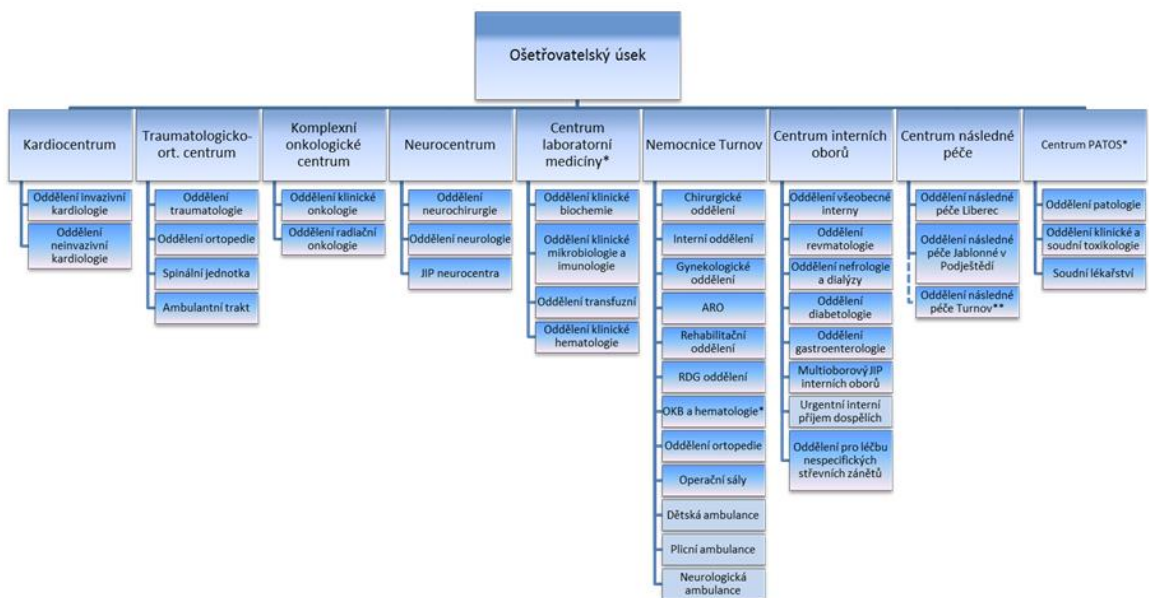 Ošetřovatelský úsek
Kardiocentrum
Oddělení invazivní
kardiologie
Oddělení
neinvazivní
kardiologie
Traumatologicko-
ort. centrum
Oddělení
traumatologie
Oddělení ortopedie
Spinální jednotka
Ambulantní trakt
Komplexní
onkologické
centrum
Oddělení klinické
onkologie
Oddělení radiační
onkologie
Neurocentrum
Oddělení
neurochirurgie
Oddělení neurologie
JIP neurocentra
Centrum
laboratorní
medicíny*
Oddělení klinické
biochemie
Oddělení klinické
mikrobiologie a
imunologie
Oddělení transfuzní
Oddělení klinické
hematologie
Nemocnice Turnov
Chirurgické
oddělení
Interní oddělení
Gynekologické
oddělení
ARO
Rehabilitační
oddělení
RDG oddělení
OKB a hematologie*
Oddělení ortopedie
Operační sály
Dětská ambulance
Plicní ambulance
Neurologická
ambulance
Centrum interních
oborů
Oddělení všeobecné
interny
Oddělení
revmatologie
Oddělení nefrologie
a dialýzy
Oddělení
diabetologie
Oddělení
gastroenterologie
Multioborový JIP
interních oborů
Urgentní interní
příjem dospělích
Oddělení pro léčbu
nespecifických
střevních zánětů
Centrum následné
péče
Oddělení následné
péče Liberec
Oddělení následné
péče Jablonné v
Podještědí
Oddělení následné
péče Turnov**
Centrum PATOS*
Oddělení patologie
Oddělení klinické a
soudní toxikologie
Soudní lékařství